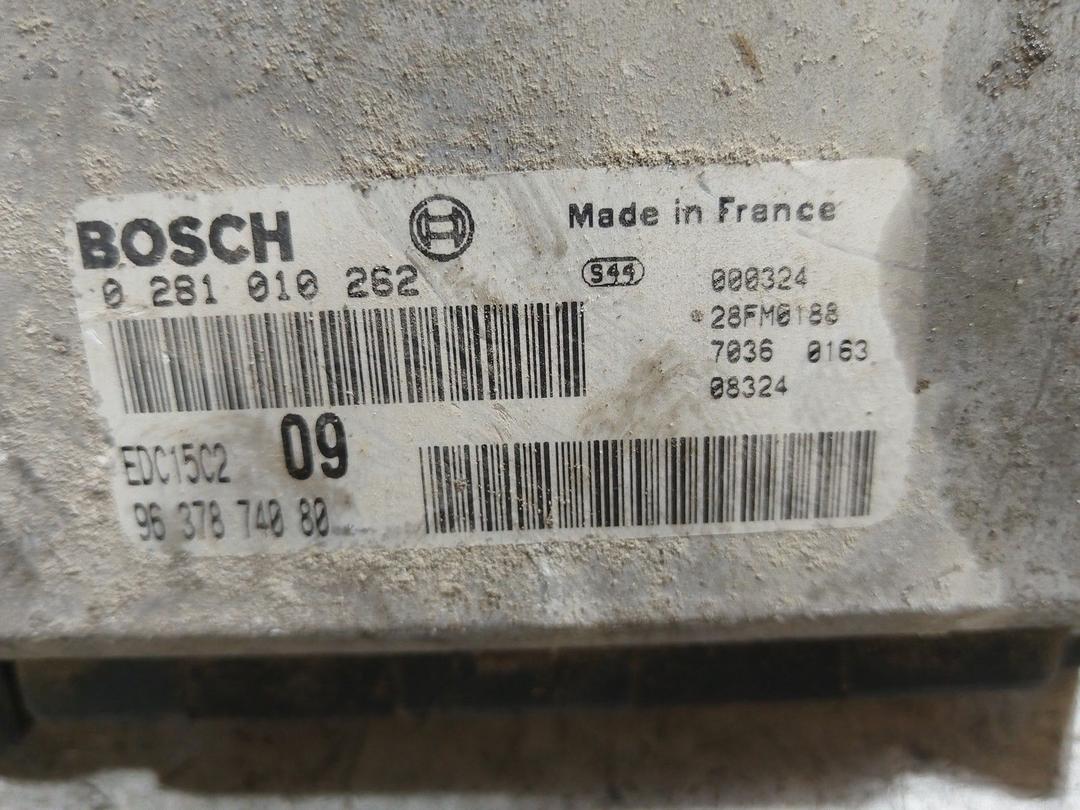 BOSCH
Made in France
0 281 010 262
S44
000324
28FM0188
7036 0163
08324
EDC15C2 09
96 378 740 80